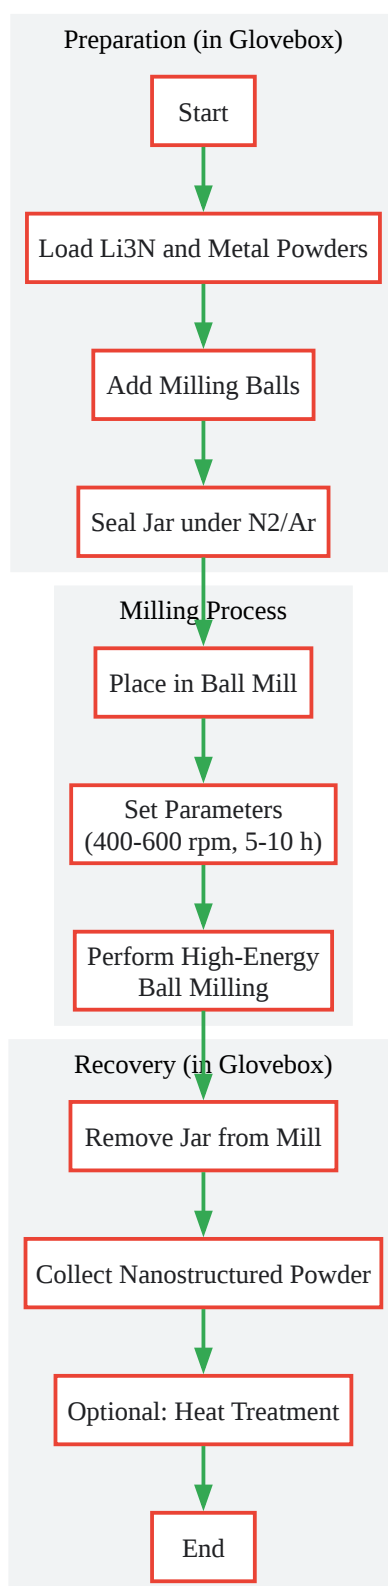 Preparation (in Glovebox)
Start
Load Li3N and Metal Powders
Add Milling Balls
Seal Jar under N2/Ar
Milling Process
Place in Ball Mill
Set Parameters
(400-600 rpm, 5-10 h)
Perform High-Energy
Ball Milling
Recovery (in Glovebox)
Remove Jar from Mill
Collect Nanostructured Powder
Optional: Heat Treatment
End